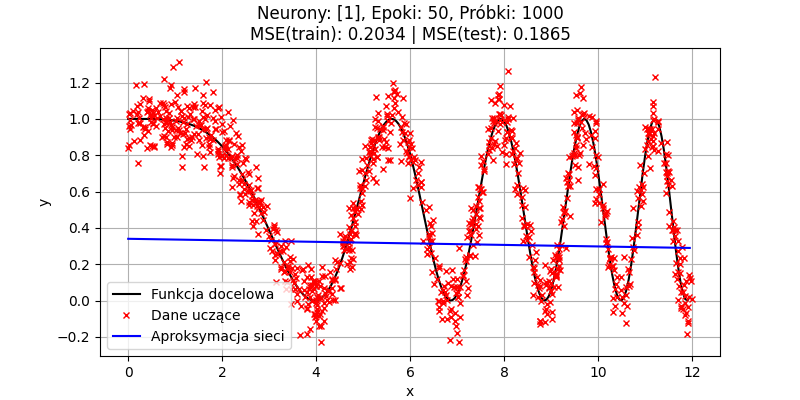 Neurony: [1], Epoki: 50, Próbki: 1000
MSE(train): 0.2034 | MSE(test): 0.1865
y
1.2
1.0
0.8
0.6
0.4
0.2
0.0
−0.2
Funkcja docelowa
Dane uczące
Aproksymacja sieci
0 2 4 6 8 10 12
x